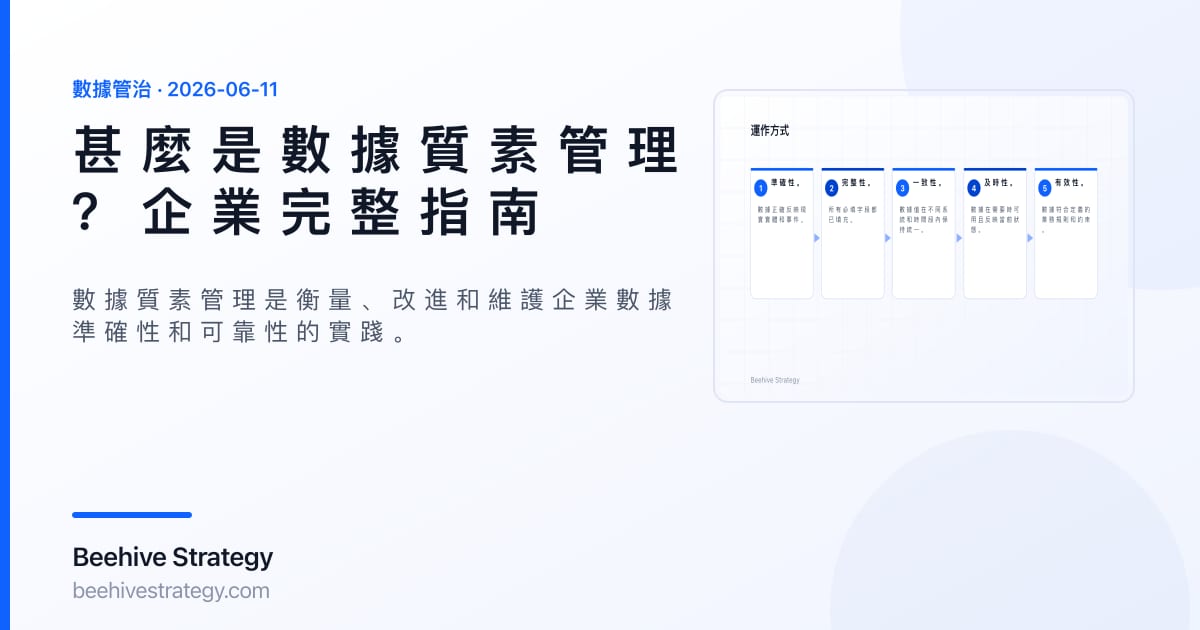 數據管治 · 2026-06-11
甚麼是數據質素管理
? 企業完整指南
數據質素管理是衡量、改進和維護企業數據
準確性和可靠性的實踐。
Beehive Strategy
beehivestrategy.com
運作方式
1 準確性。
數據正確反映現
實實體和事件。
2 完整性。
所有必填字段都
已填充。
3 一致性。
數據值在不同系
統和時間段內保
持統一。
4 及時性。
數據在需要時可
用且反映當前狀
態。
5 有效性。
數據符合定義的
業務規則和約束
。
Beehive Strategy